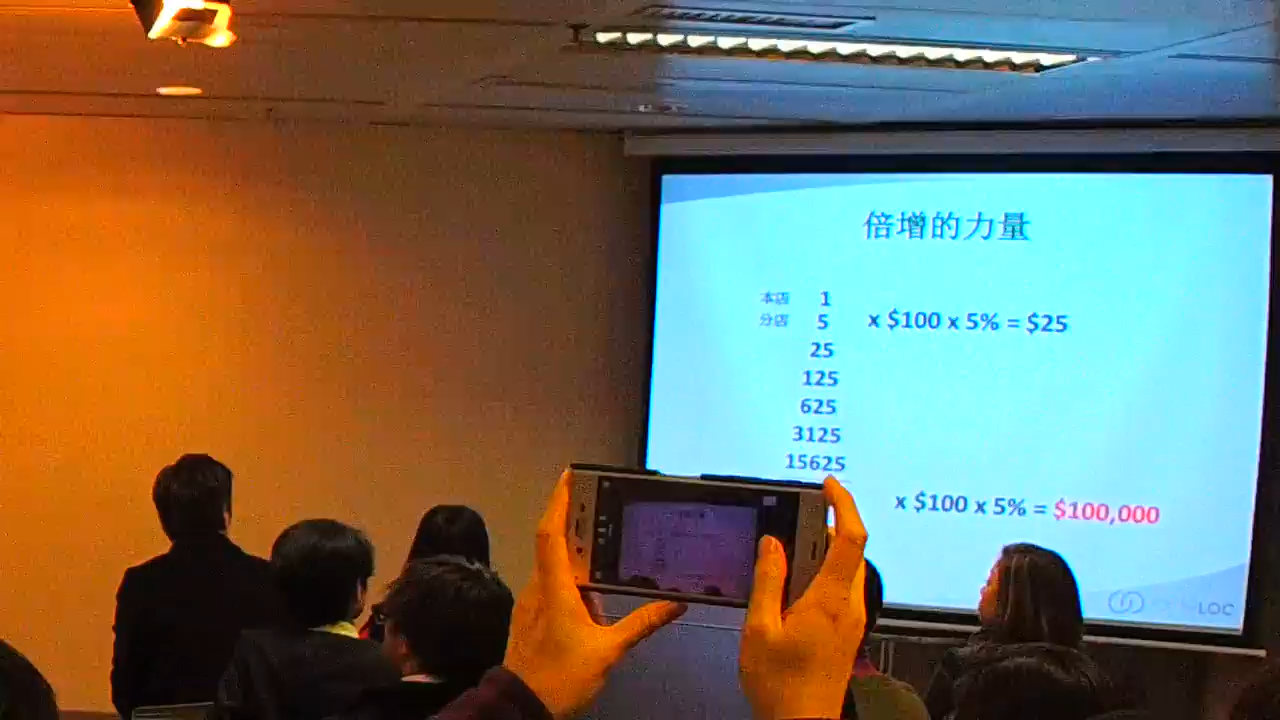 倍增的力量
本店 1
分店 5 x $100 x 5% = $25
25
125
625
3125
15625
x $100 x 5% = $100,000
LOC